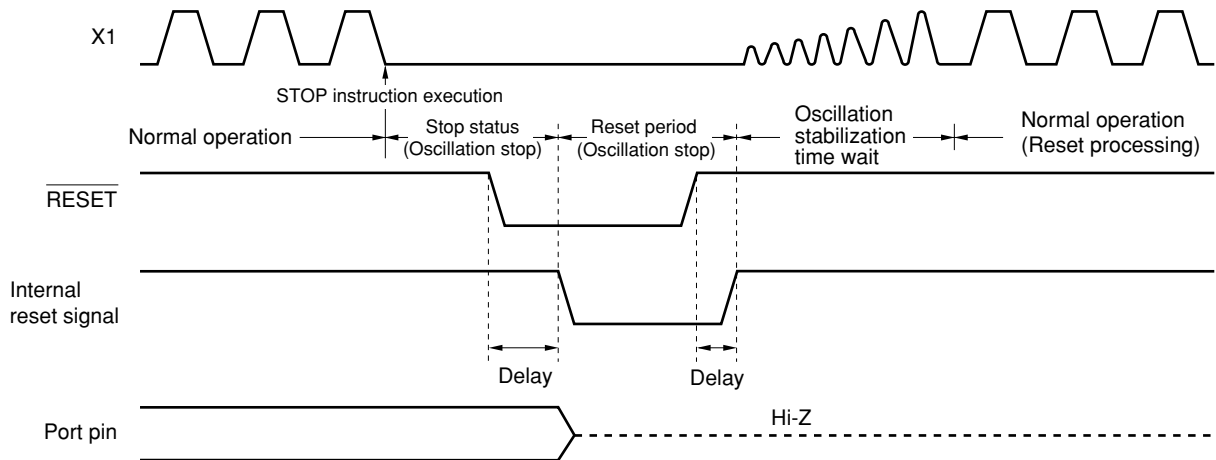 X1
STOP instruction execution
Normal operation
Stop status
(Oscillation stop)
Reset period
(Oscillation stop)
Oscillation
stabilization
time wait
Normal operation
(Reset processing)
RESET
Internal
reset signal
Delay
Delay
Port pin
Hi-Z